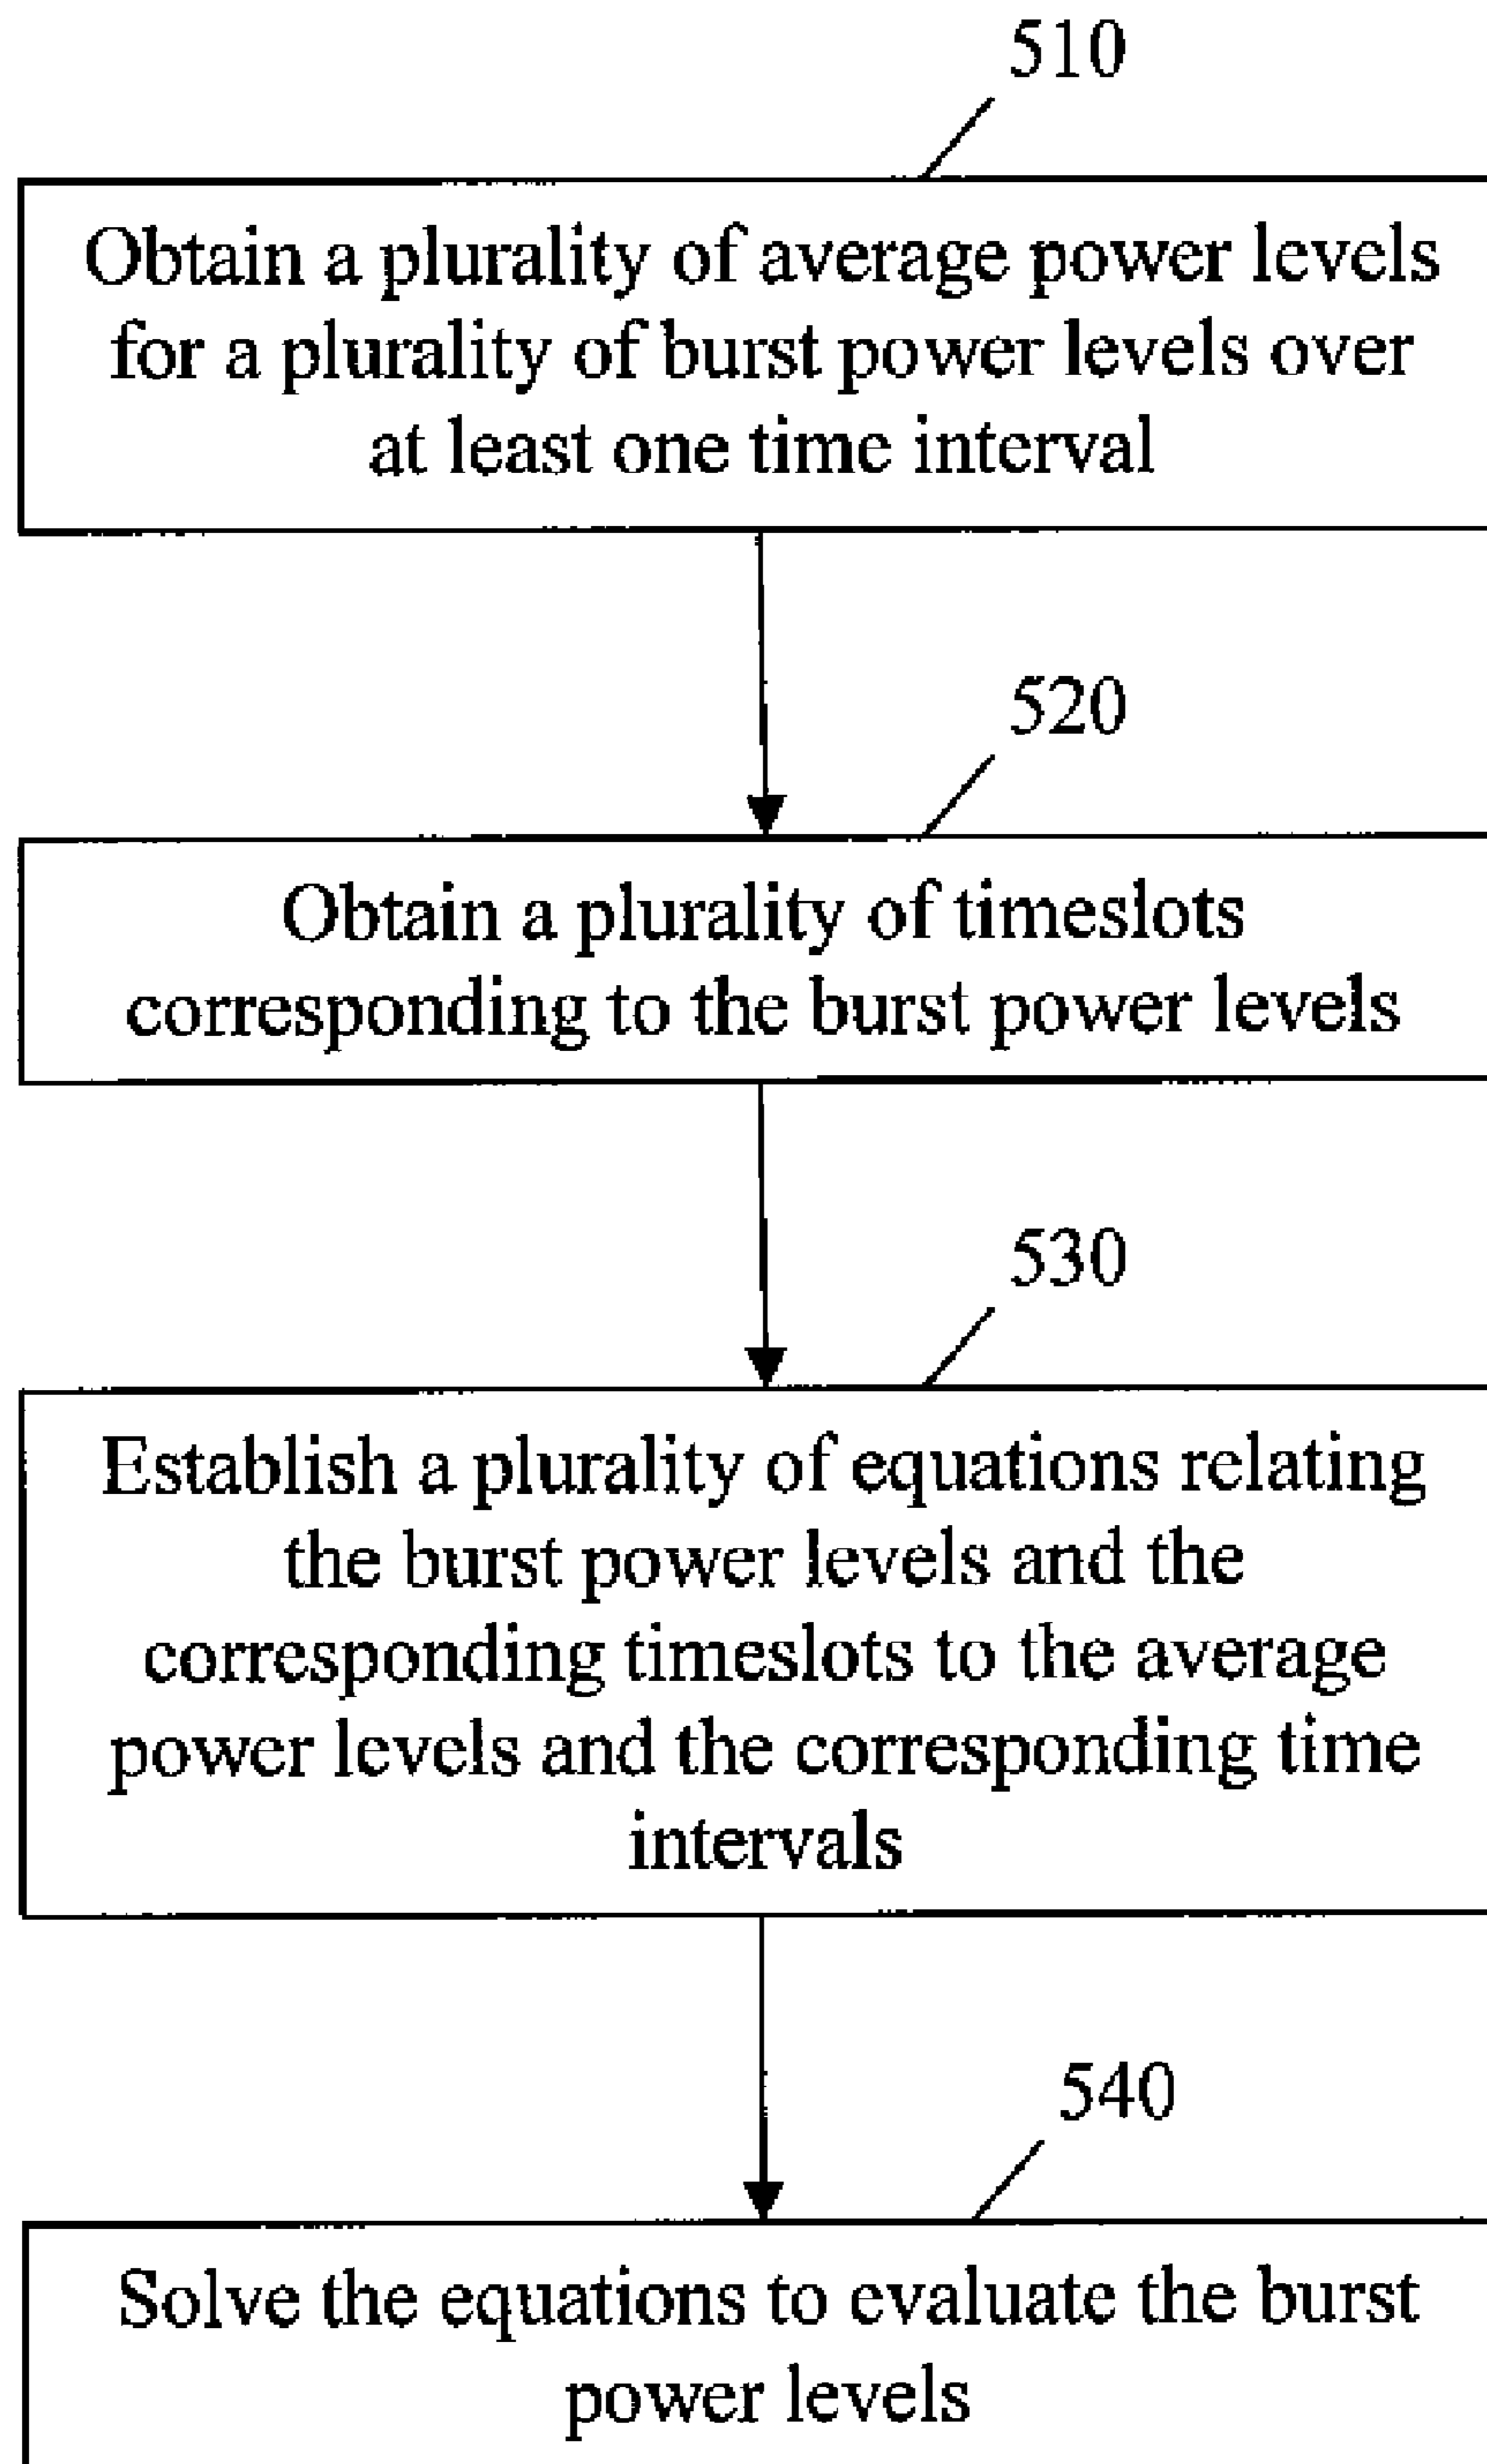 510
Obtain a plurality of average power levels
for a plurality of burst power levels over
at least one time interval
520
Obtain a plurality of timeslots
corresponding to the burst power levels
530
Establish a plurality of equations relating
the burst power levels and the
corresponding timeslots to the average
power levels and the corresponding time
intervals
540
Solve the equations to evaluate the burst
power levels